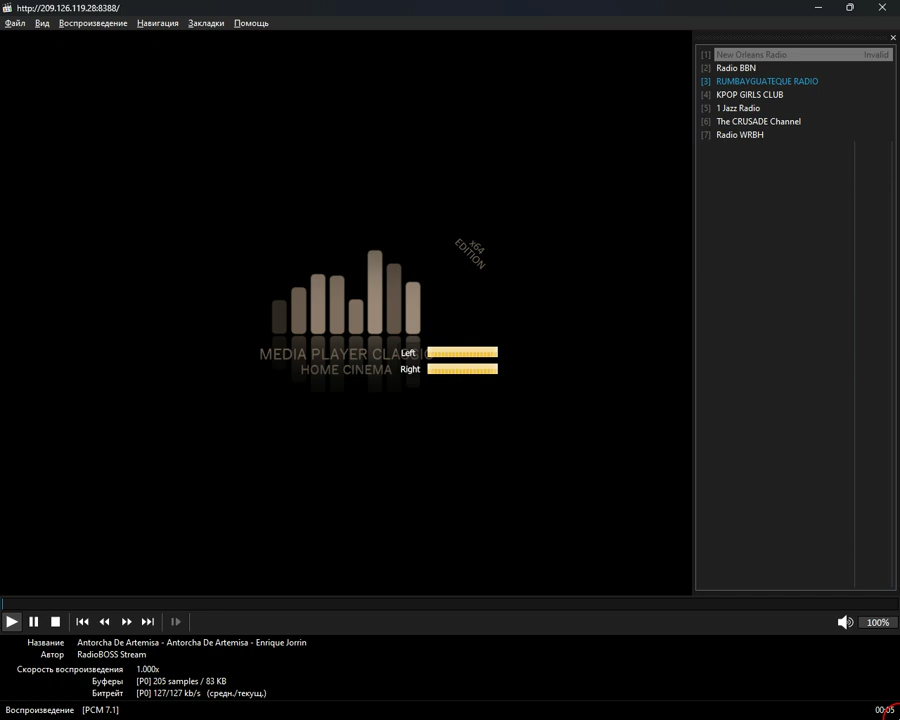 http://209.126.119.28:8388/
Файл Вид Воспроизведение Навигация Закладки Помощь
[1] New Orleans Radio Invalid
[2] Radio BBN
[3] RUMBAYGUATEQUE RADIO
[4] KPOP GIRLS CLUB
[5] 1 Jazz Radio
[6] The CRUSADE Channel
[7] Radio WRBH
x64
EDITION
MEDIA PLAYER CLASSIC
HOME CINEMA
Left
Right
100%
Название Antorcha De Artemisa - Antorcha De Artemisa - Enrique Jorrin
Автор RadioBOSS Stream
Скорость воспроизведения 1.000x
Буферы [P0] 205 samples / 83 KB
Битрейт [P0] 127/127 kb/s (средн./текущ.)
Воспроизведение [PCM 7.1] 00:05